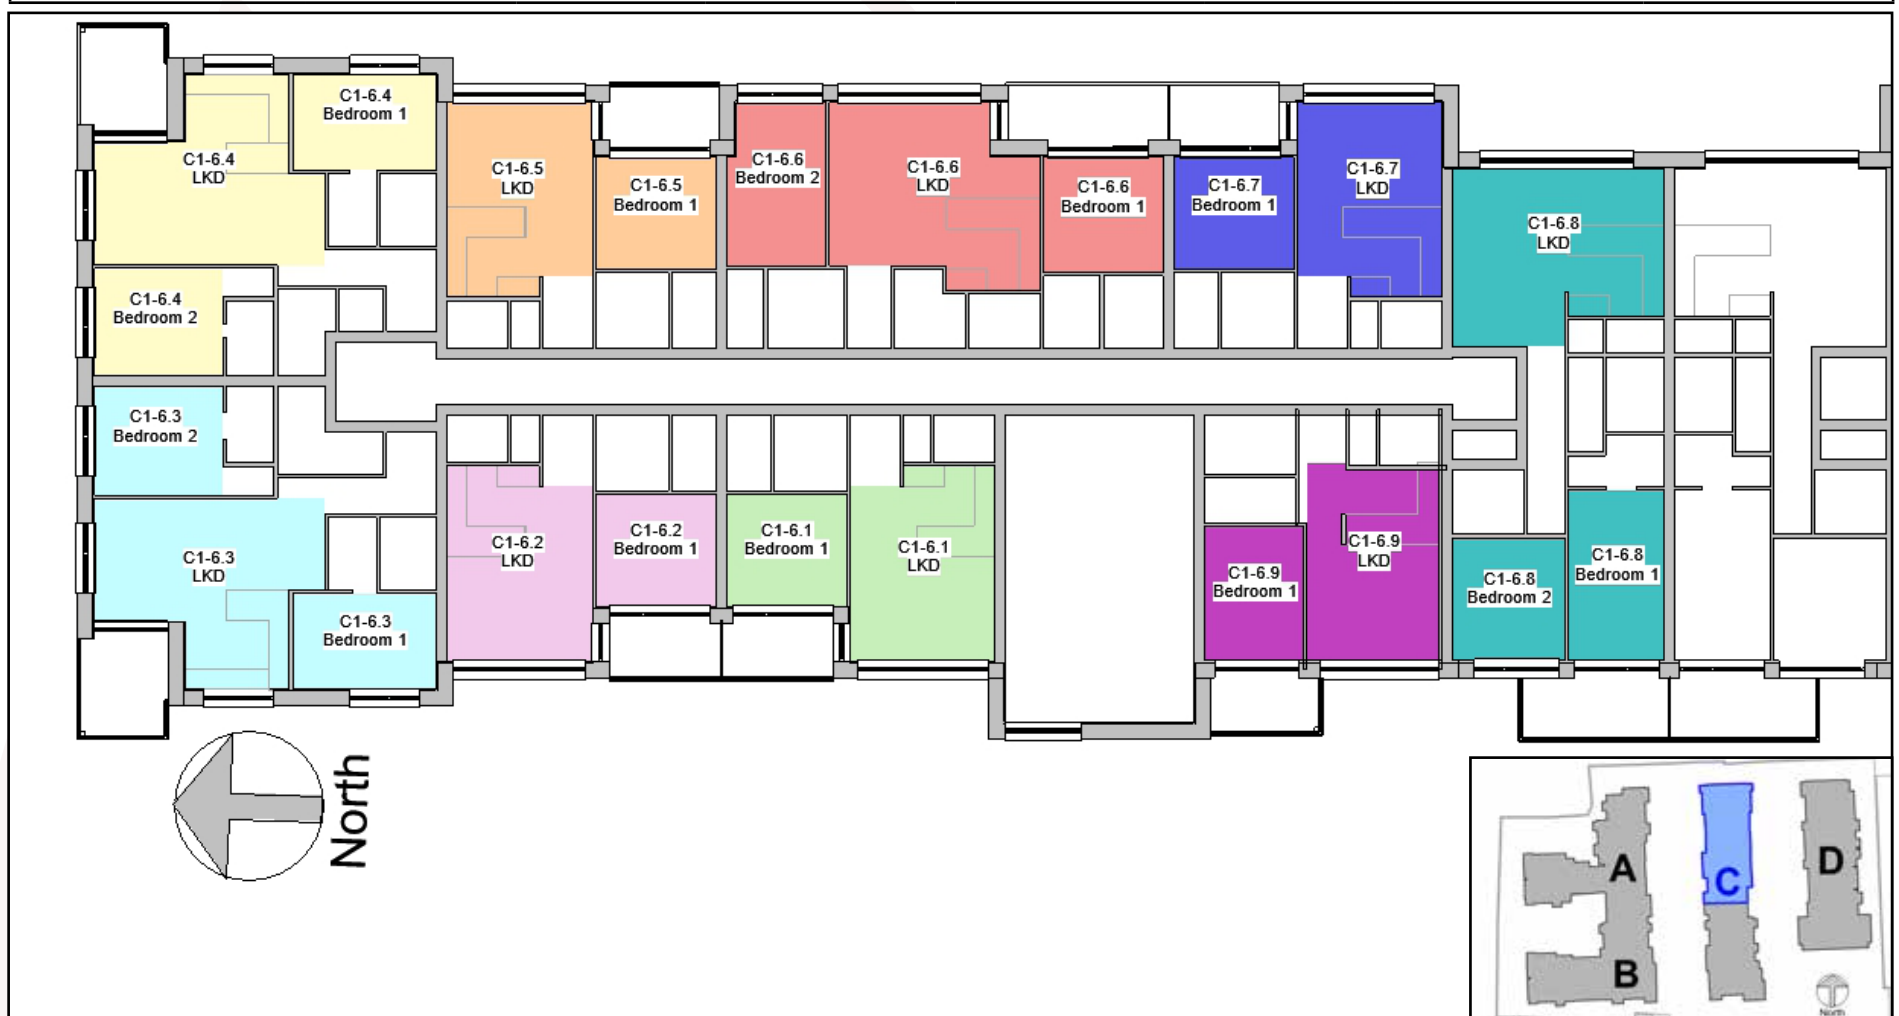 C1-6.4
Bedroom 1
C1-6.4
LKD
C1-6.5
LKD
C1-6.5
Bedroom 1
C1-6.6
Bedroom 2
C1-6.6
LKD
C1-6.6
Bedroom 1
C1-6.7
Bedroom 1
C1-6.7
LKD
C1-6.8
LKD
C1-6.4
Bedroom 2
C1-6.3
Bedroom 2
C1-6.3
LKD
C1-6.3
Bedroom 1
C1-6.2
LKD
C1-6.2
Bedroom 1
C1-6.1
Bedroom 1
C1-6.1
LKD
C1-6.9
Bedroom 1
C1-6.9
LKD
C1-6.8
Bedroom 2
C1-6.8
Bedroom 1
North
A
B
C
D
North